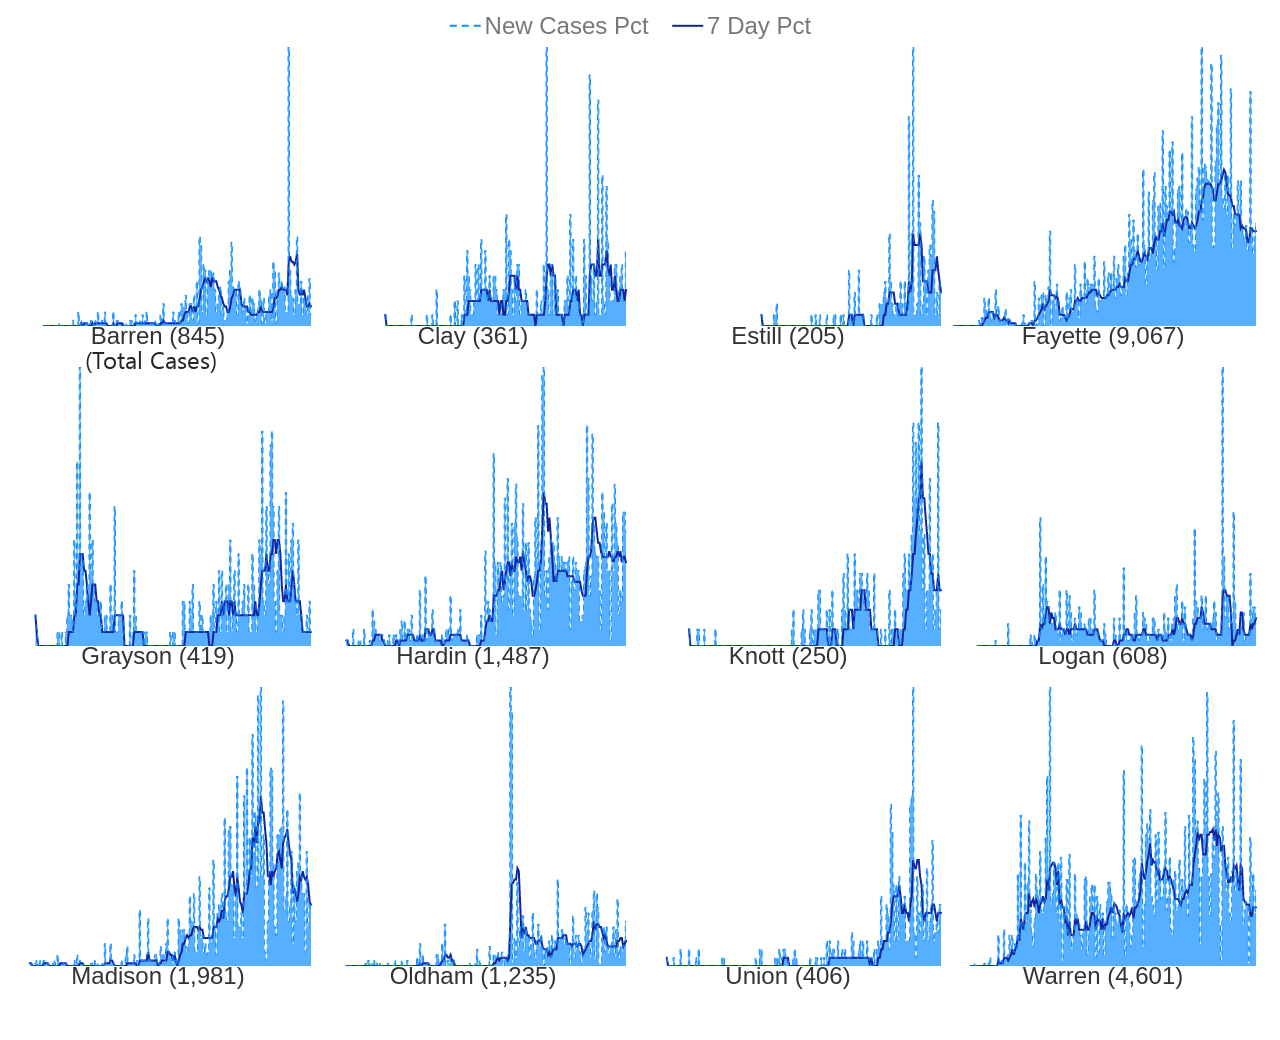 New Cases Pct 7 Day Pct
Barren (845) Clay (361) Estill (205) Fayette (9,067)
(Total Cases)
Grayson (419) Hardin (1,487) Knott (250) Logan (608)
Madison (1,981) Oldham (1,235) Union (406) Warren (4,601)